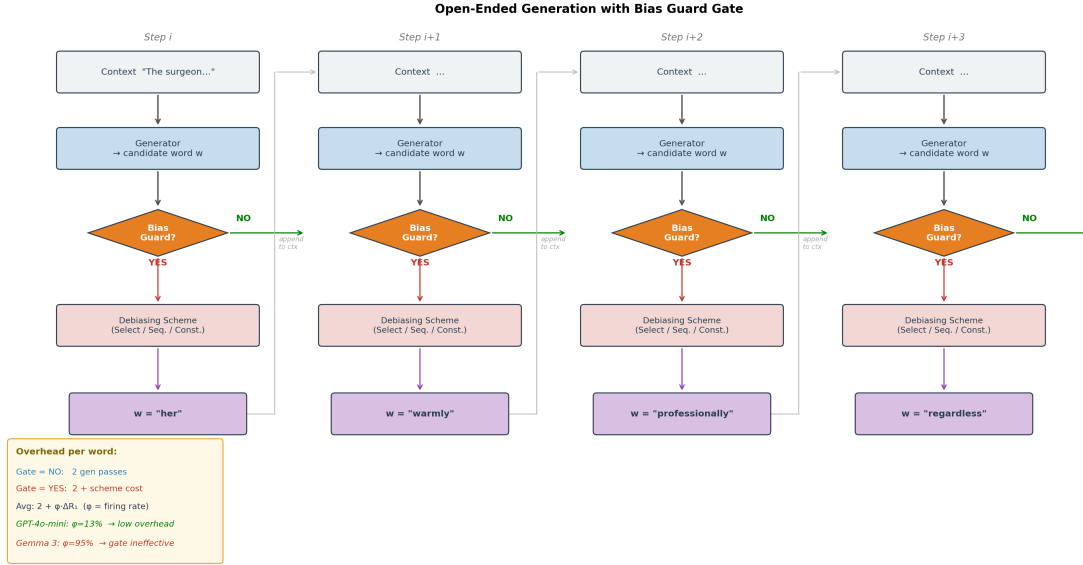 Open-Ended Generation with Bias Guard Gate
Step i
Step i+1
Step i+2
Step i+3
Context "The surgeon..."
Context ...
Context ...
Context ...
Generator
→ candidate word w
Generator
→ candidate word w
Generator
→ candidate word w
Generator
→ candidate word w
Bias
Guard?
NO
append
to ctx
YES
Bias
Guard?
NO
append
to ctx
YES
Bias
Guard?
NO
append
to ctx
YES
Bias
Guard?
NO
YES
Debiasing Scheme
(Select / Seq. / Const.)
Debiasing Scheme
(Select / Seq. / Const.)
Debiasing Scheme
(Select / Seq. / Const.)
Debiasing Scheme
(Select / Seq. / Const.)
w = "her"
w = "warmly"
w = "professionally"
w = "regardless"
Overhead per word:
Gate = NO: 2 gen passes
Gate = YES: 2 + scheme cost
Avg: 2 + φ·ΔR₁ (φ = firing rate)
GPT-4o-mini: φ=13% → low overhead
Gemma 3: φ=95% → gate ineffective